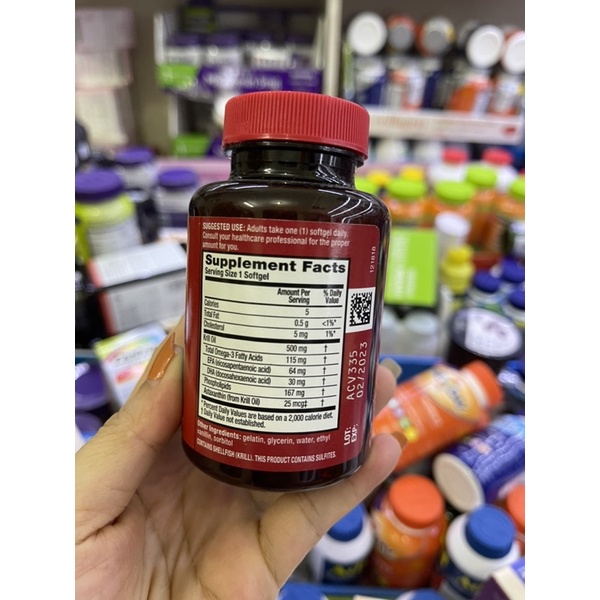 SUGGESTED USE: Adults take one (1) softgel daily.
Consult your healthcare professional for the proper
amount for you.
Supplement Facts
Serving Size 1 Softgel
Amount Per Serving % Daily Value
Calories 5
Total Fat 0.5 g <1%*
Cholesterol 5 mg 1%*
Krill Oil 500 mg †
Total Omega-3 Fatty Acids 115 mg †
EPA (eicosapentaenoic acid) 64 mg †
DHA (docosahexaenoic acid) 30 mg †
Phospholipids 167 mg †
Astaxanthin (from Krill Oil) 25 mcg‡ †
Percent Daily Values are based on a 2,000 calorie diet.
† Daily Value not established.
Other Ingredients: gelatin, glycerin, water, ethyl
vanillin, sorbitol
CONTAINS SHELLFISH (KRILL). THIS PRODUCT CONTAINS SULFITES.
121818
LOT: ACV335
EXP: 02/2023